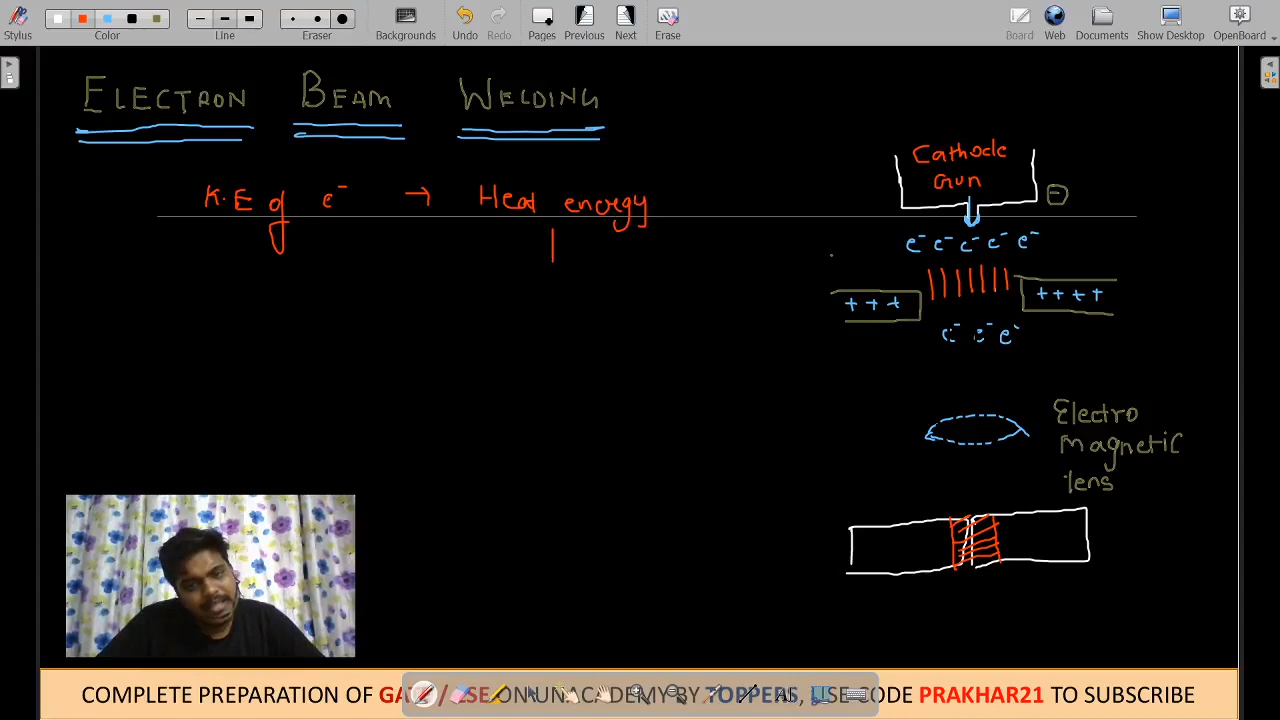 Stylus
Color
Line
Eraser
Backgrounds
Undo
Redo
Pages
Previous
Next
Erase
Board
Web
Documents
Show Desktop
OpenBoard
ELECTRON BEAM WELDING
K.E of e⁻ → Heat energy
Cathode
Gun
e⁻ e⁻ e⁻ e⁻ e⁻
+ + +
+ + + +
e⁻ e⁻ e⁻
Electro
Magnetic
lens
COMPLETE PREPARATION OF GATE / ESE ON UNACADEMY BY TOPPERS, USE CODE PRAKHAR21 TO SUBSCRIBE